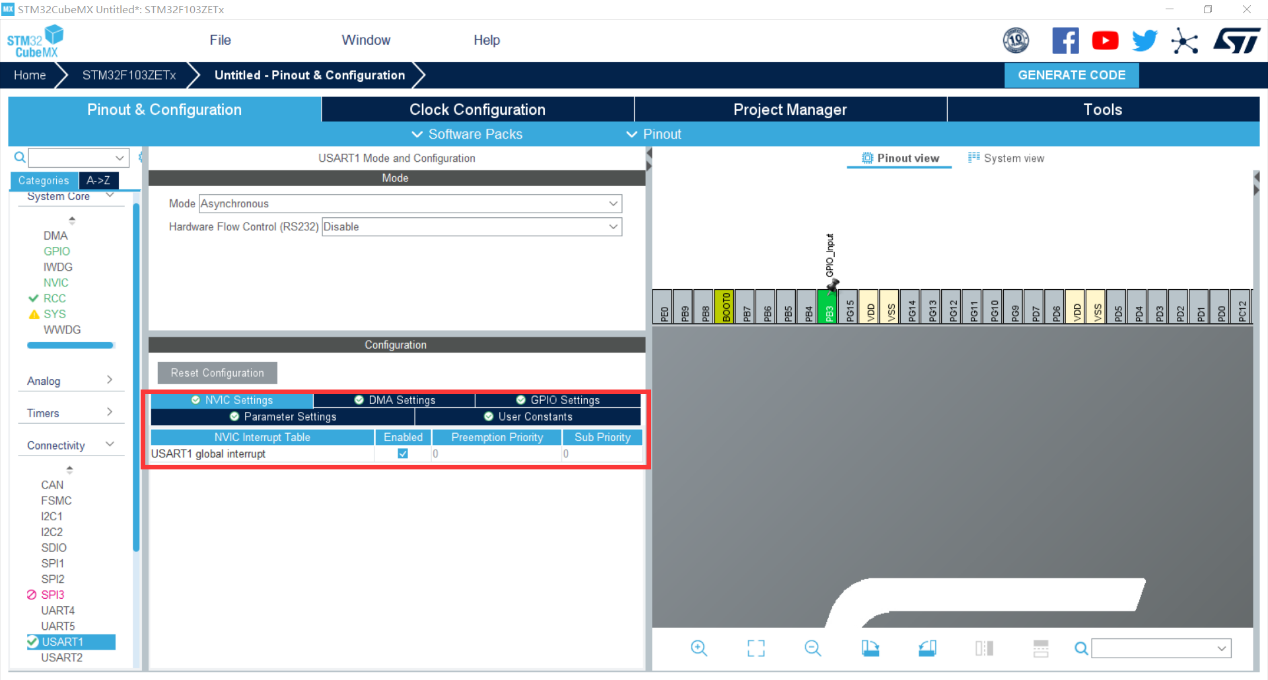 MX STM32CubeMX Untitled*: STM32F103ZETx
STM32
CubeMX
File Window Help
10
Home STM32F103ZETx Untitled - Pinout & Configuration GENERATE CODE
Pinout & Configuration Clock Configuration Project Manager Tools
Software Packs Pinout
Categories A->Z
System Core
DMA
GPIO
IWDG
NVIC
RCC
SYS
WWDG
Analog
Timers
Connectivity
CAN
FSMC
I2C1
I2C2
SDIO
SPI1
SPI2
SPI3
UART4
UART5
USART1
USART2
USART1 Mode and Configuration
Mode
Mode Asynchronous
Hardware Flow Control (RS232) Disable
Configuration
Reset Configuration
NVIC Settings DMA Settings GPIO Settings
Parameter Settings User Constants
NVIC Interrupt Table Enabled Preemption Priority Sub Priority
USART1 global interrupt 0 0
Pinout view System view
GPIO_Input
PE0 PB9 PB8 BOOT0 PB7 PB6 PB5 PB4 PB3 PG15 VDD VSS PG14 PG13 PG12 PG11 PG10 PG9 PD7 PD6 VDD VSS PD5 PD4 PD3 PD2 PD1 PD0 PC12